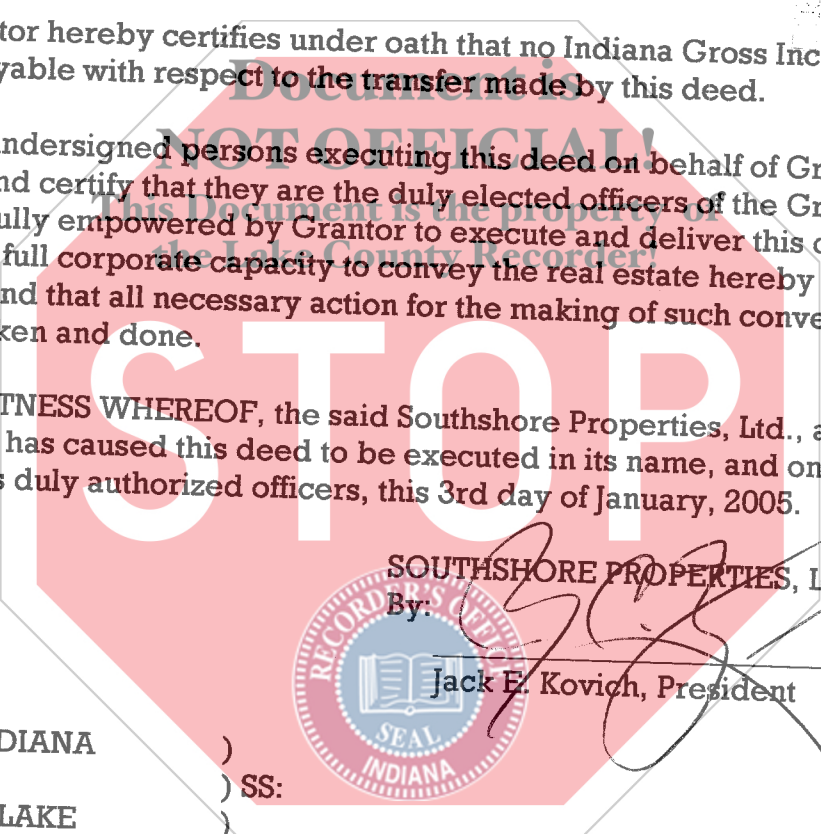 tor hereby certifies under oath that no Indiana Gross Inc
yable with respect to the transfer made by this deed.
Document is
NOT OFFICIAL!
This Document is the property of
the Lake County Recorder!
ndersigned persons executing this deed on behalf of Gr
nd certify that they are the duly elected officers of the Gr
ully empowered by Grantor to execute and deliver this d
full corporate capacity to convey the real estate hereby
nd that all necessary action for the making of such conve
ken and done.
STOP
TNESS WHEREOF, the said Southshore Properties, Ltd., a
has caused this deed to be executed in its name, and on
s duly authorized officers, this 3rd day of January, 2005.
SOUTHSHORE PROPERTIES, L
By:
Jack E. Kovich, President
RECORDER'S OFFICE
SEAL
INDIANA
DIANA )
) SS:
LAKE )